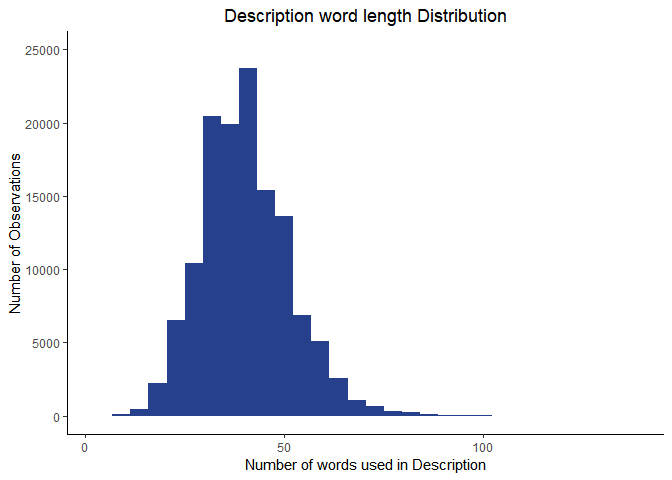 Description word length Distribution
25000
20000
15000
10000
5000
0
Number of Observations
0 50 100
Number of words used in Description